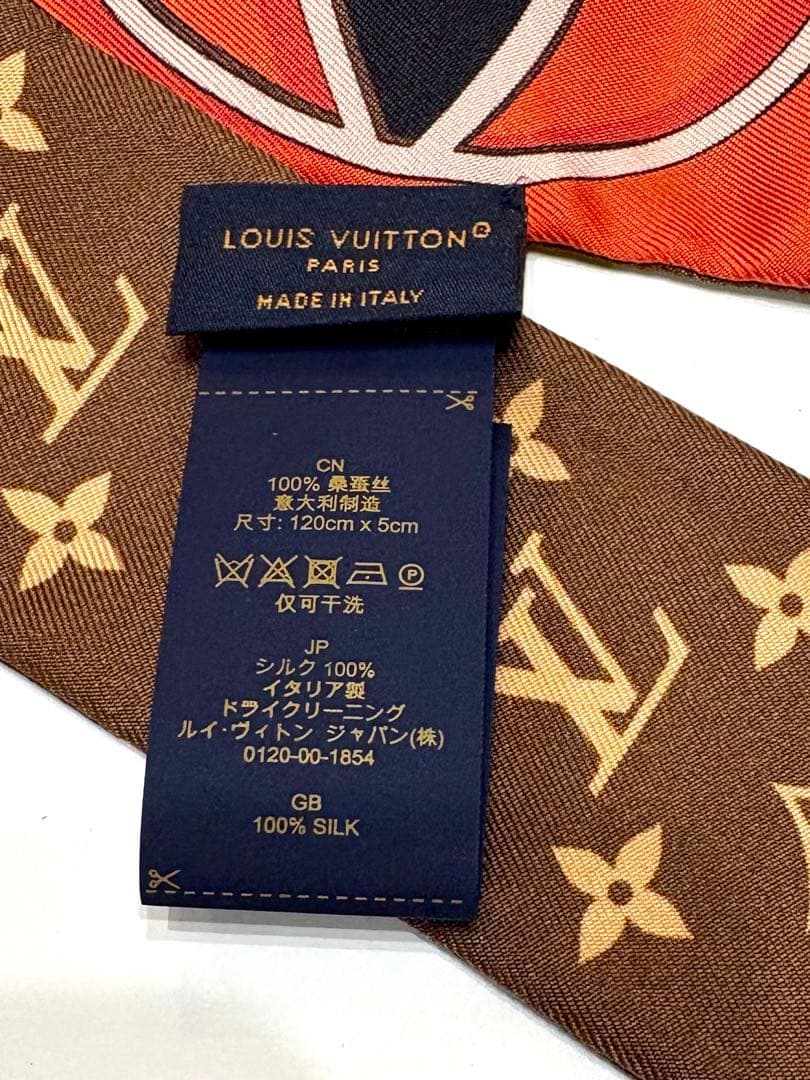 LOUIS VUITTON®
PARIS
MADE IN ITALY
CN
100% 桑蚕丝
意大利制造
尺寸: 120cm x 5cm
P
仅可干洗
JP
シルク 100%
イタリア製
ドライクリーニング
ルイ・ヴィトン ジャパン(株)
0120-00-1854
GB
100% SILK
LV
LV